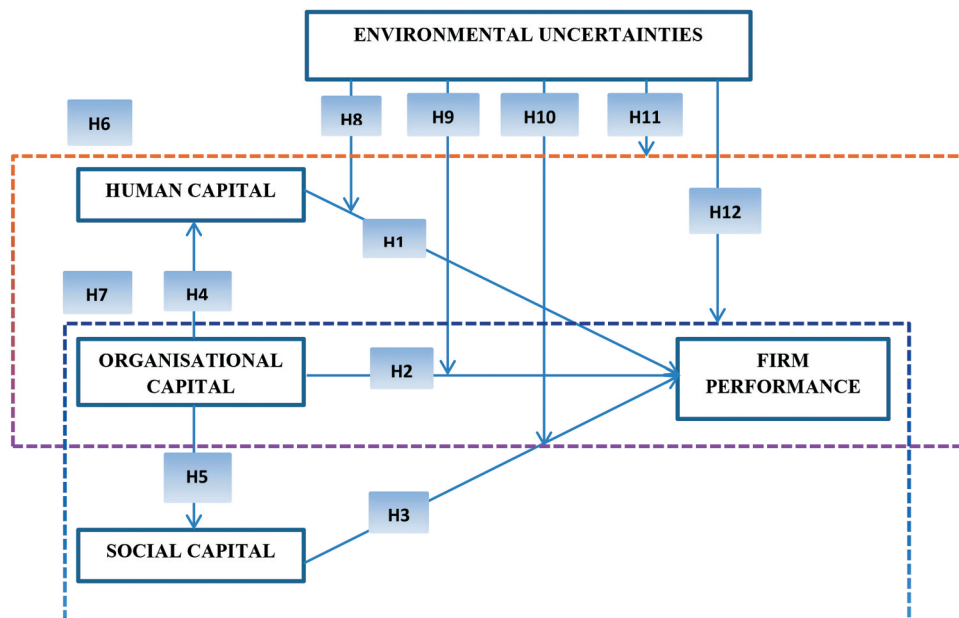 ENVIRONMENTAL UNCERTAINTIES
H6
H8
H9
H10
H11
HUMAN CAPITAL
H12
H1
H7
H4
ORGANISATIONAL
CAPITAL
H2
FIRM
PERFORMANCE
H5
H3
SOCIAL CAPITAL